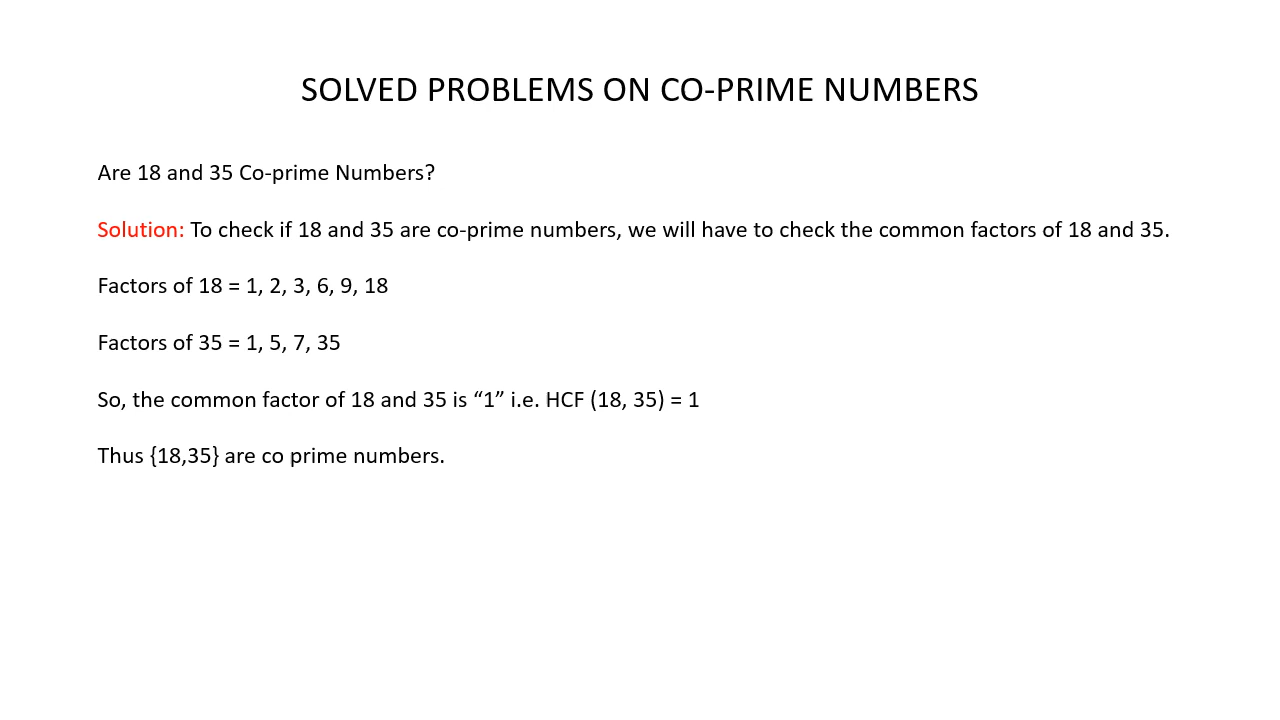 SOLVED PROBLEMS ON CO-PRIME NUMBERS
Are 18 and 35 Co-prime Numbers?
Solution: To check if 18 and 35 are co-prime numbers, we will have to check the common factors of 18 and 35.
Factors of 18 = 1, 2, 3, 6, 9, 18
Factors of 35 = 1, 5, 7, 35
So, the common factor of 18 and 35 is “1” i.e. HCF (18, 35) = 1
Thus {18,35} are co prime numbers.